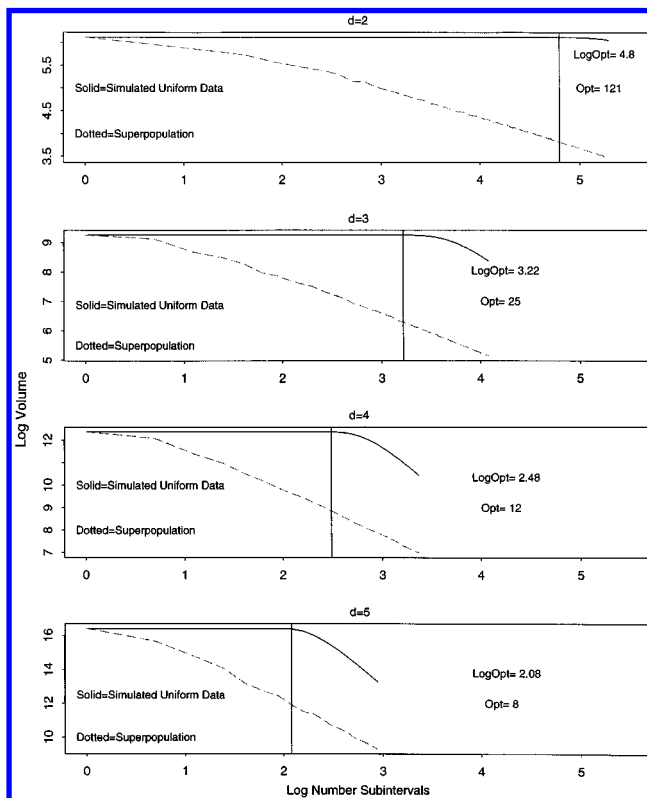 d=2
5.5
4.5
3.5
LogOpt= 4.8
Solid=Simulated Uniform Data
Opt= 121
Dotted=Superpopulation
0 1 2 3 4 5
d=3
9
8
7
6
5
LogOpt= 3.22
Solid=Simulated Uniform Data
Opt= 25
Dotted=Superpopulation
0 1 2 3 4 5
Log Volume
d=4
12
10
9
8
7
LogOpt= 2.48
Solid=Simulated Uniform Data
Opt= 12
Dotted=Superpopulation
0 1 2 3 4 5
d=5
16
14
12
10
LogOpt= 2.08
Solid=Simulated Uniform Data
Opt= 8
Dotted=Superpopulation
0 1 2 3 4 5
Log Number Subintervals